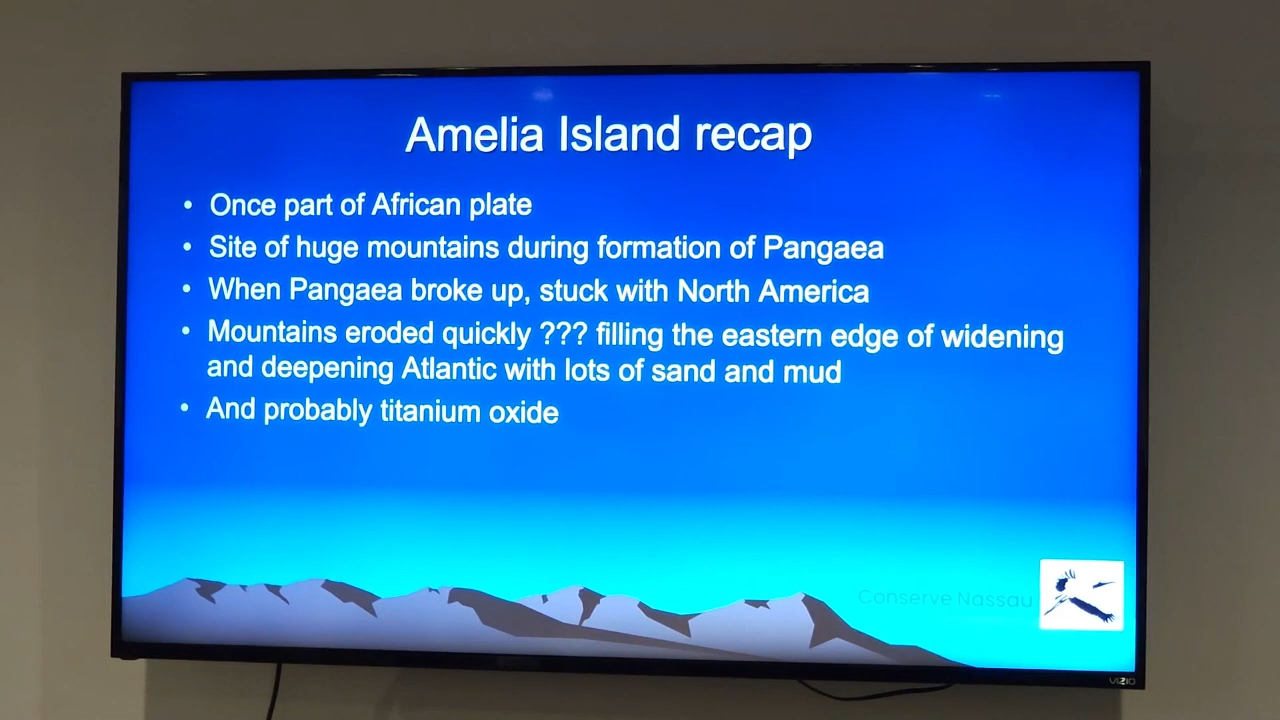 Amelia Island recap
• Once part of African plate
• Site of huge mountains during formation of Pangaea
• When Pangaea broke up, stuck with North America
• Mountains eroded quickly ??? filling the eastern edge of widening
and deepening Atlantic with lots of sand and mud
• And probably titanium oxide
Conserve Nassau
VIZIO